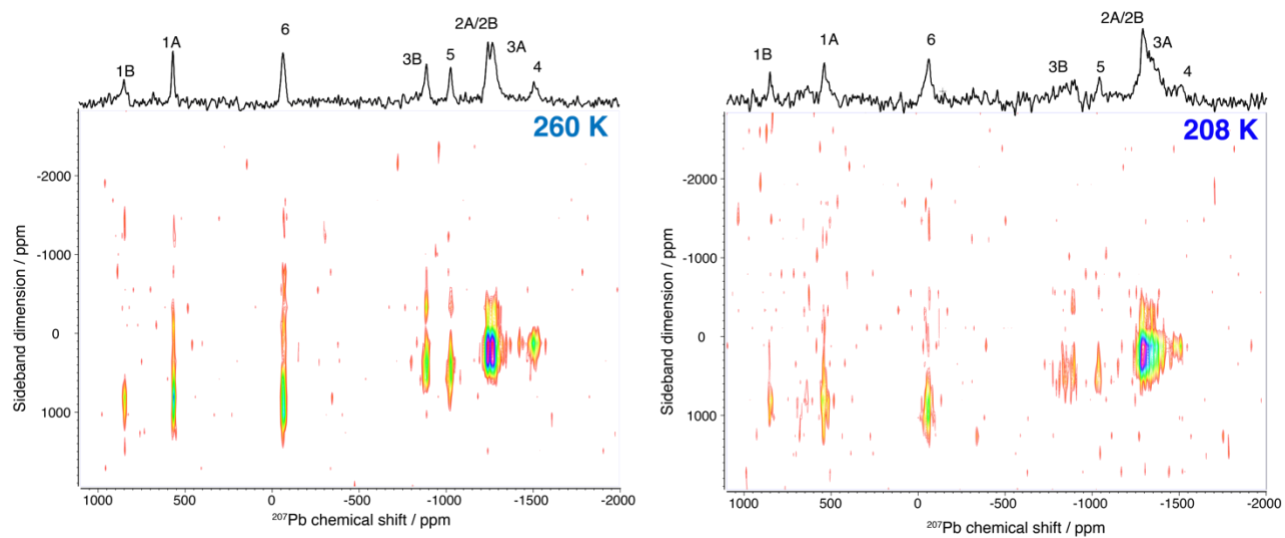 1B
1A
6
3B
5
2A/2B
3A
4
260 K
-2000
-1000
0
1000
Sideband dimension / ppm
1000
500
0
-500
-1000
-1500
-2000
²⁰⁷Pb chemical shift / ppm
1B
1A
6
3B
5
2A/2B
3A
4
208 K
-2000
-1000
0
1000
Sideband dimension / ppm
1000
500
0
-500
-1000
-1500
-2000
²⁰⁷Pb chemical shift / ppm